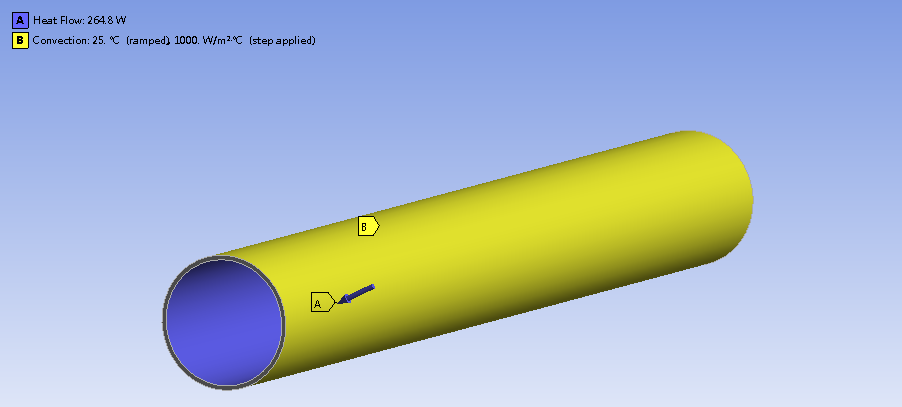 A Heat Flow: 264.8 W
B Convection: 25. °C (ramped), 1000. W/m²·°C (step applied)
B
A